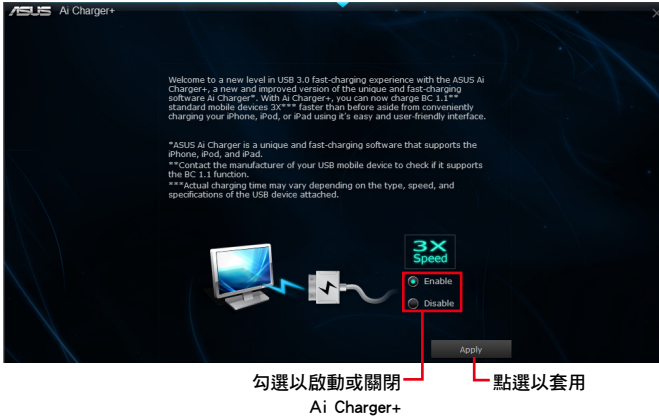 ASUS Ai Charger+
Welcome to a new level in USB 3.0 fast-charging experience with the ASUS Ai
Charger+, a new and improved version of the unique and fast-charging
software Ai Charger*. With Ai Charger+, you can now charge BC 1.1**
standard mobile devices 3X*** faster than before aside from conveniently
charging your iPhone, iPod, or iPad using it's easy and user-friendly interface.
*ASUS Ai Charger is a unique and fast-charging software that supports the
iPhone, iPod, and iPad.
**Contact the manufacturer of your USB mobile device to check if it supports
the BC 1.1 function.
***Actual charging time may vary depending on the type, speed, and
specifications of the USB device attached.
3X
Speed
Enable
Disable
Apply
勾選以啟動或關閉
Ai Charger+
點選以套用